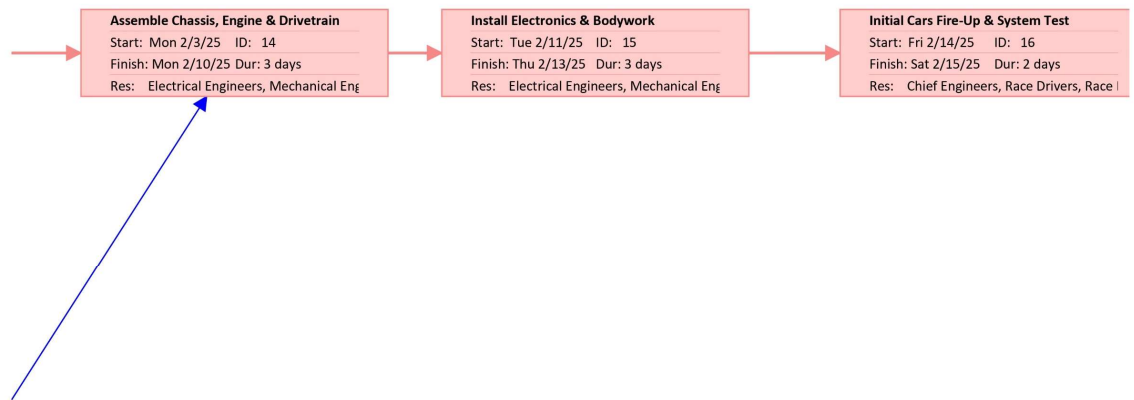 Assemble Chassis, Engine & Drivetrain
Start: Mon 2/3/25 ID: 14
Finish: Mon 2/10/25 Dur: 3 days
Res: Electrical Engineers, Mechanical Eng
Install Electronics & Bodywork
Start: Tue 2/11/25 ID: 15
Finish: Thu 2/13/25 Dur: 3 days
Res: Electrical Engineers, Mechanical Eng
Initial Cars Fire-Up & System Test
Start: Fri 2/14/25 ID: 16
Finish: Sat 2/15/25 Dur: 2 days
Res: Chief Engineers, Race Drivers, Race